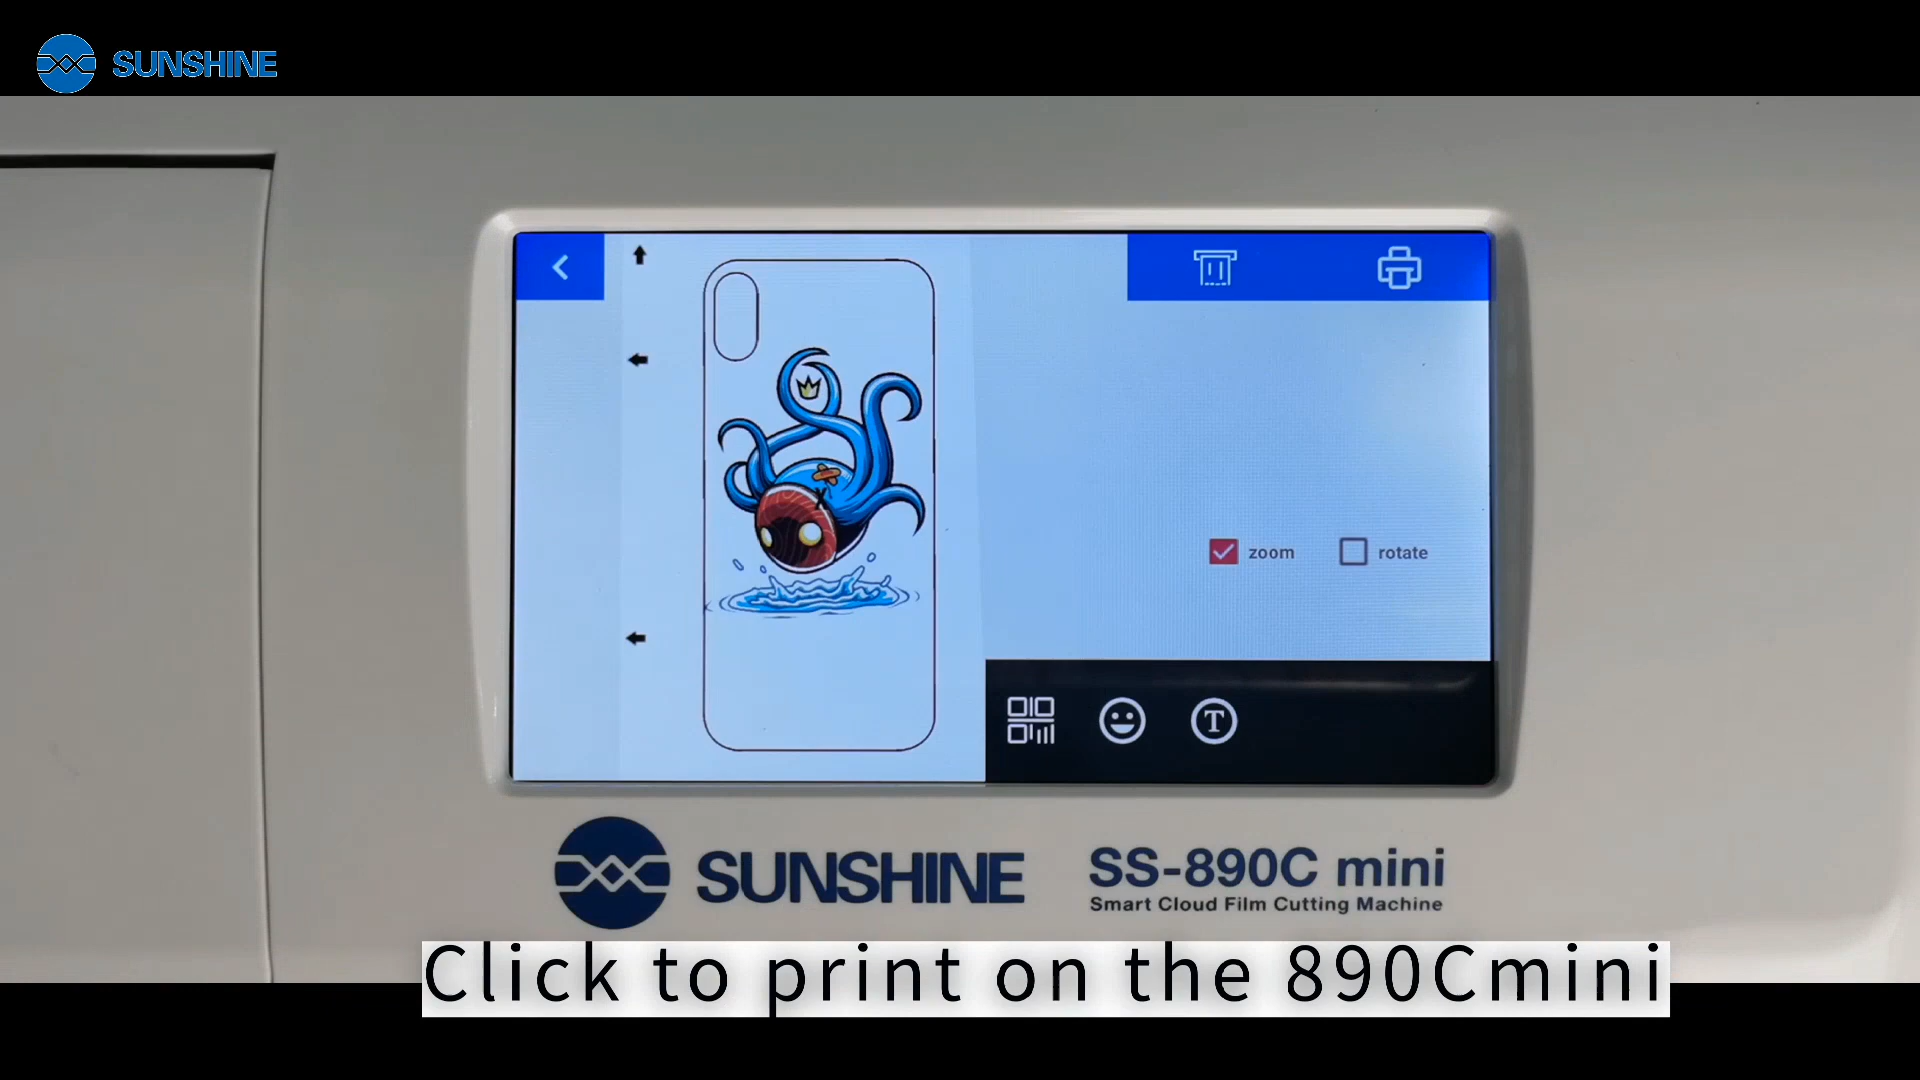 SUNSHINE
zoom
rotate
T
SUNSHINE
SS-890C mini
Smart Cloud Film Cutting Machine
Click to print on the 890Cmini